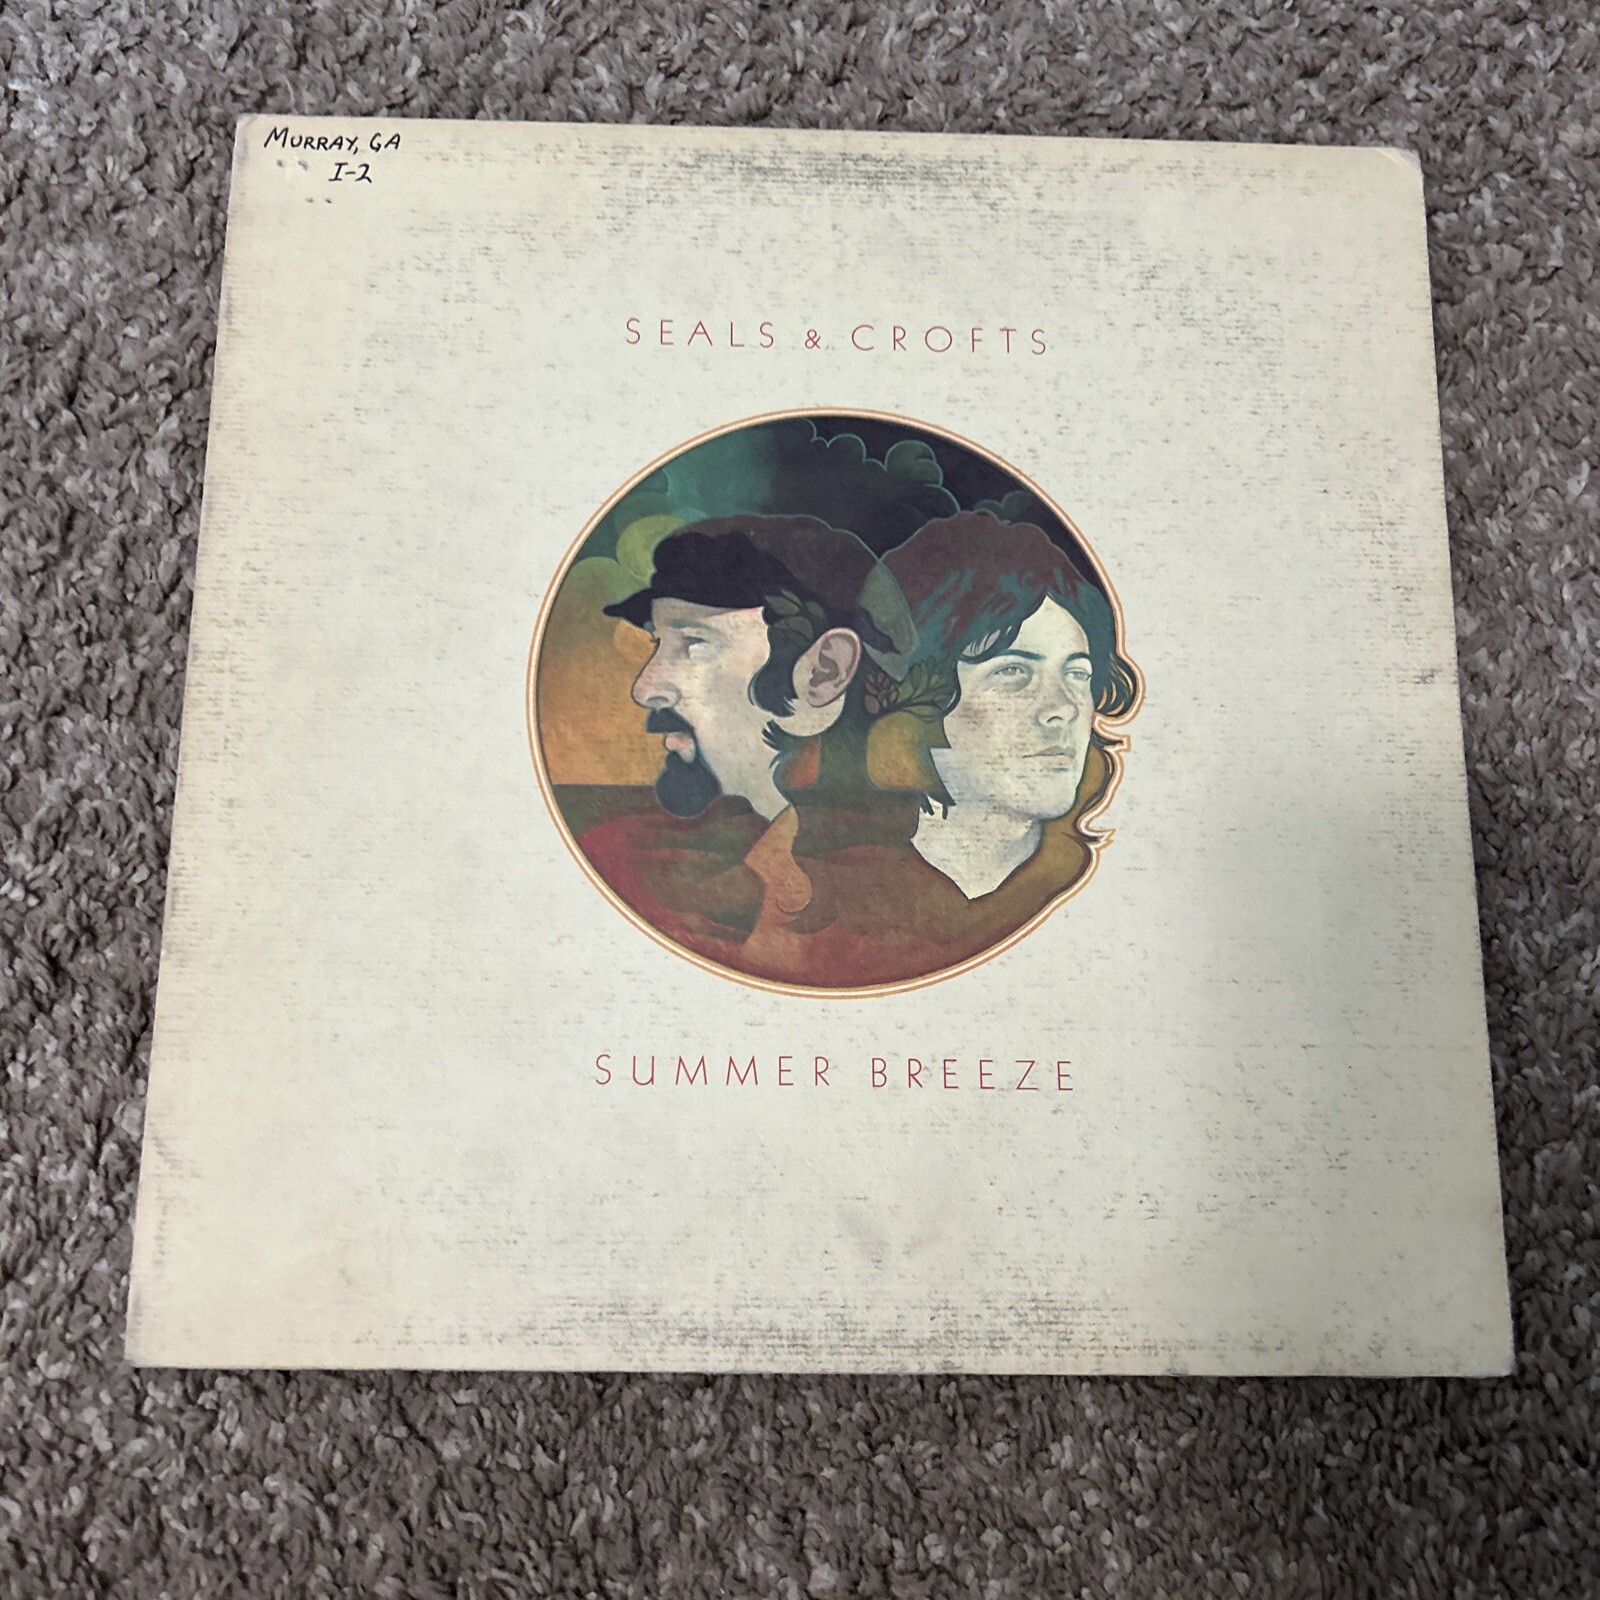 MURRAY, GA
I-2
SEALS & CROFTS
SUMMER BREEZE